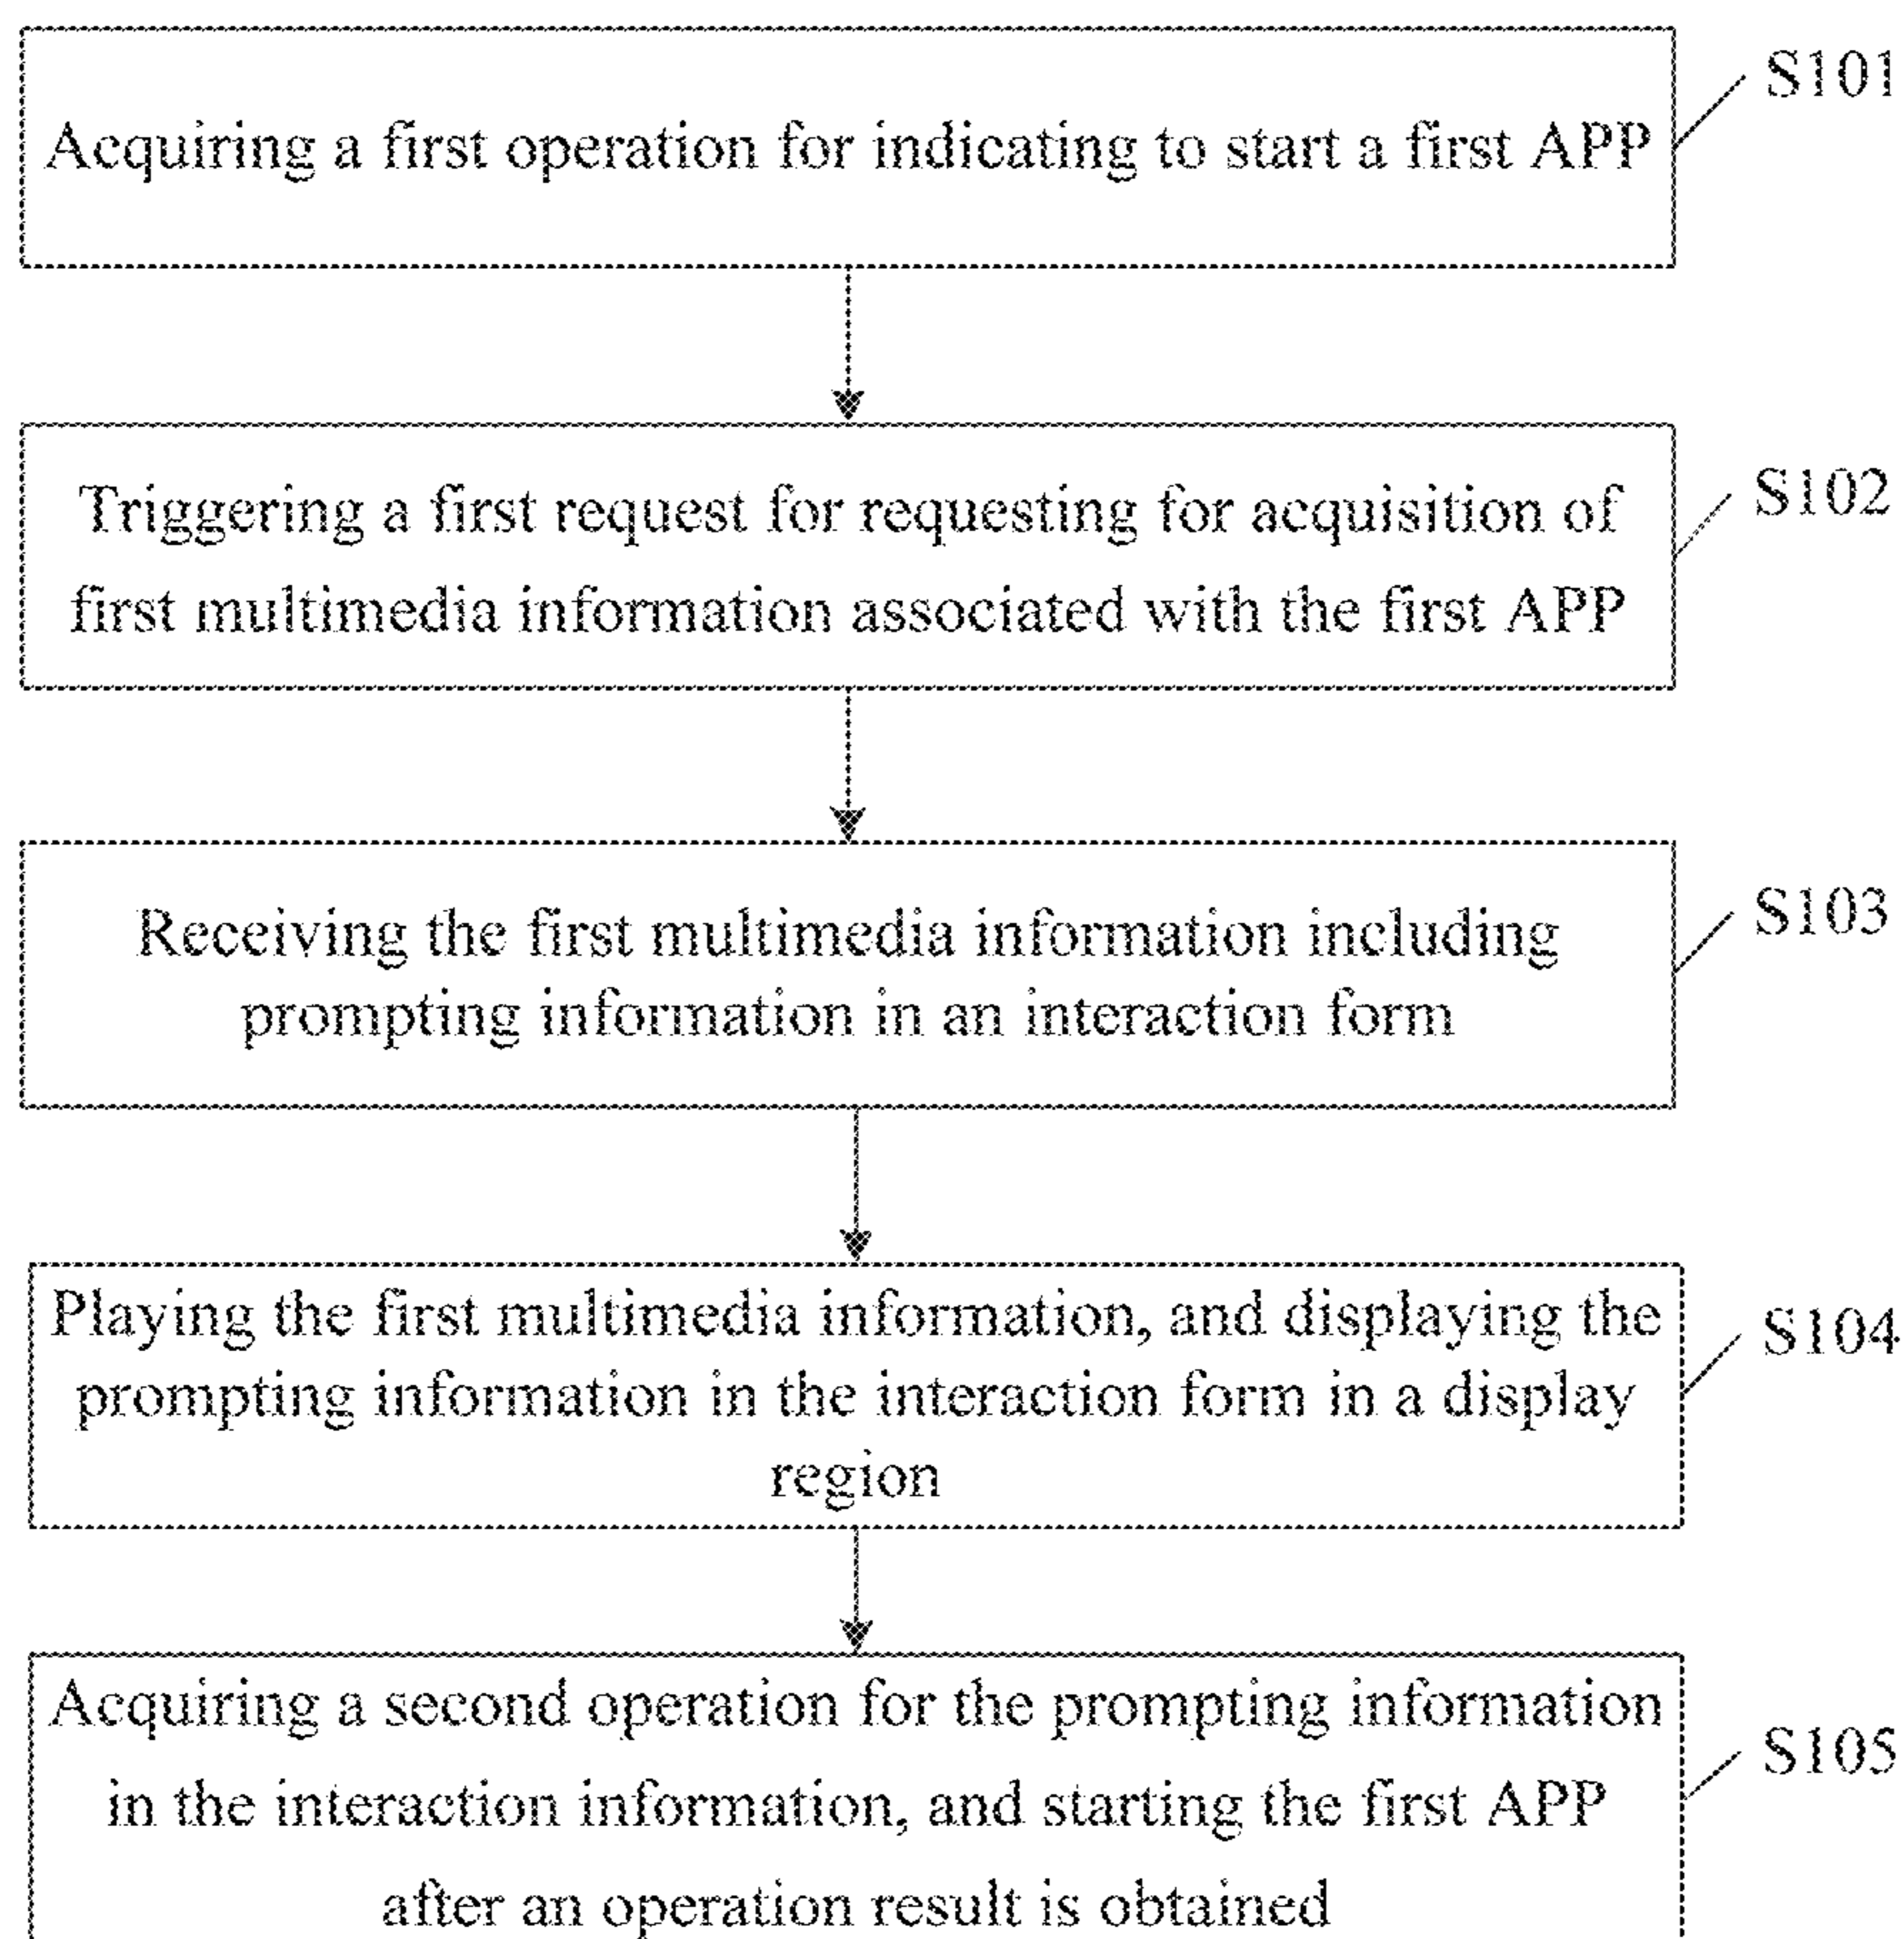 S101
Acquiring a first operation for indicating to start a first APP
S102
Triggering a first request for requesting for acquisition of
first multimedia information associated with the first APP
S103
Receiving the first multimedia information including
prompting information in an interaction form
Playing the first multimedia information, and displaying the
S104
prompting information in the interaction form in a display
region
Acquiring a second operation for the prompting information
S105
in the interaction information, and starting the first APP
after an operation result is obtained